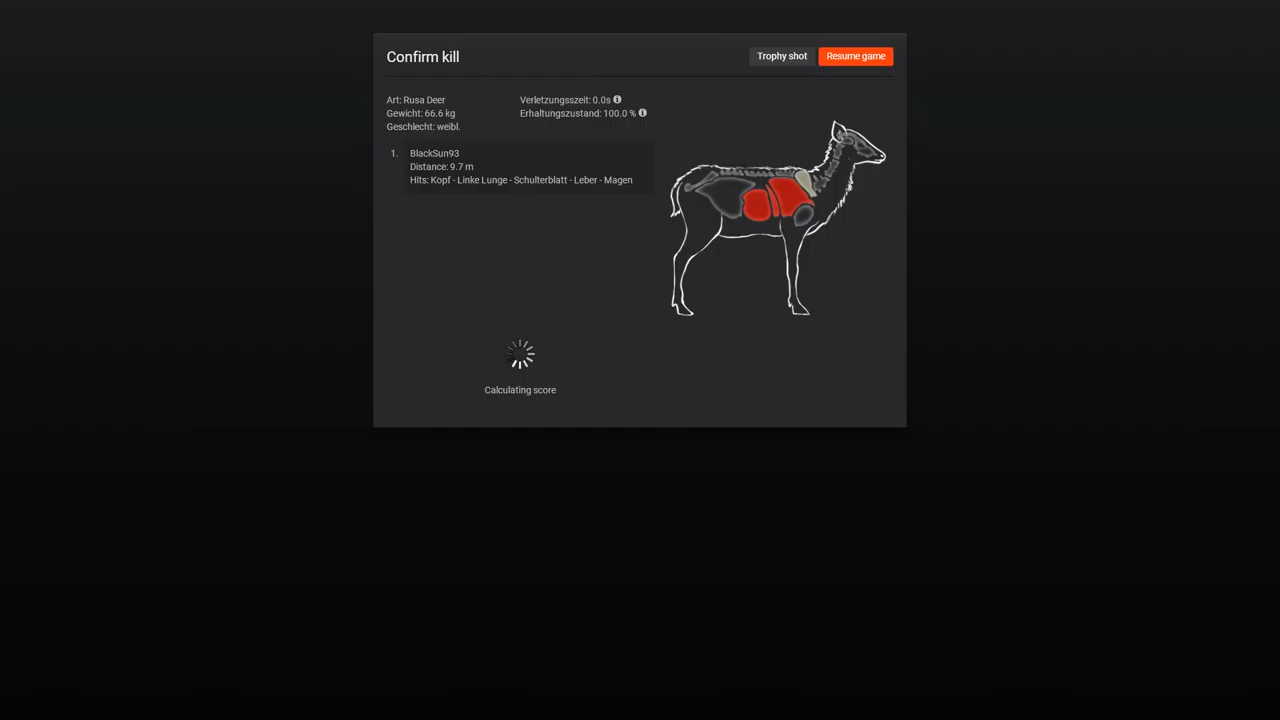 Confirm kill
Trophy shot
Resume game
Art: Rusa Deer
Gewicht: 66.6 kg
Geschlecht: weibl.
Verletzungsszeit: 0.0s
Erhaltungszustand: 100.0 %
1. BlackSun93
Distance: 9.7 m
Hits: Kopf - Linke Lunge - Schulterblatt - Leber - Magen
Calculating score